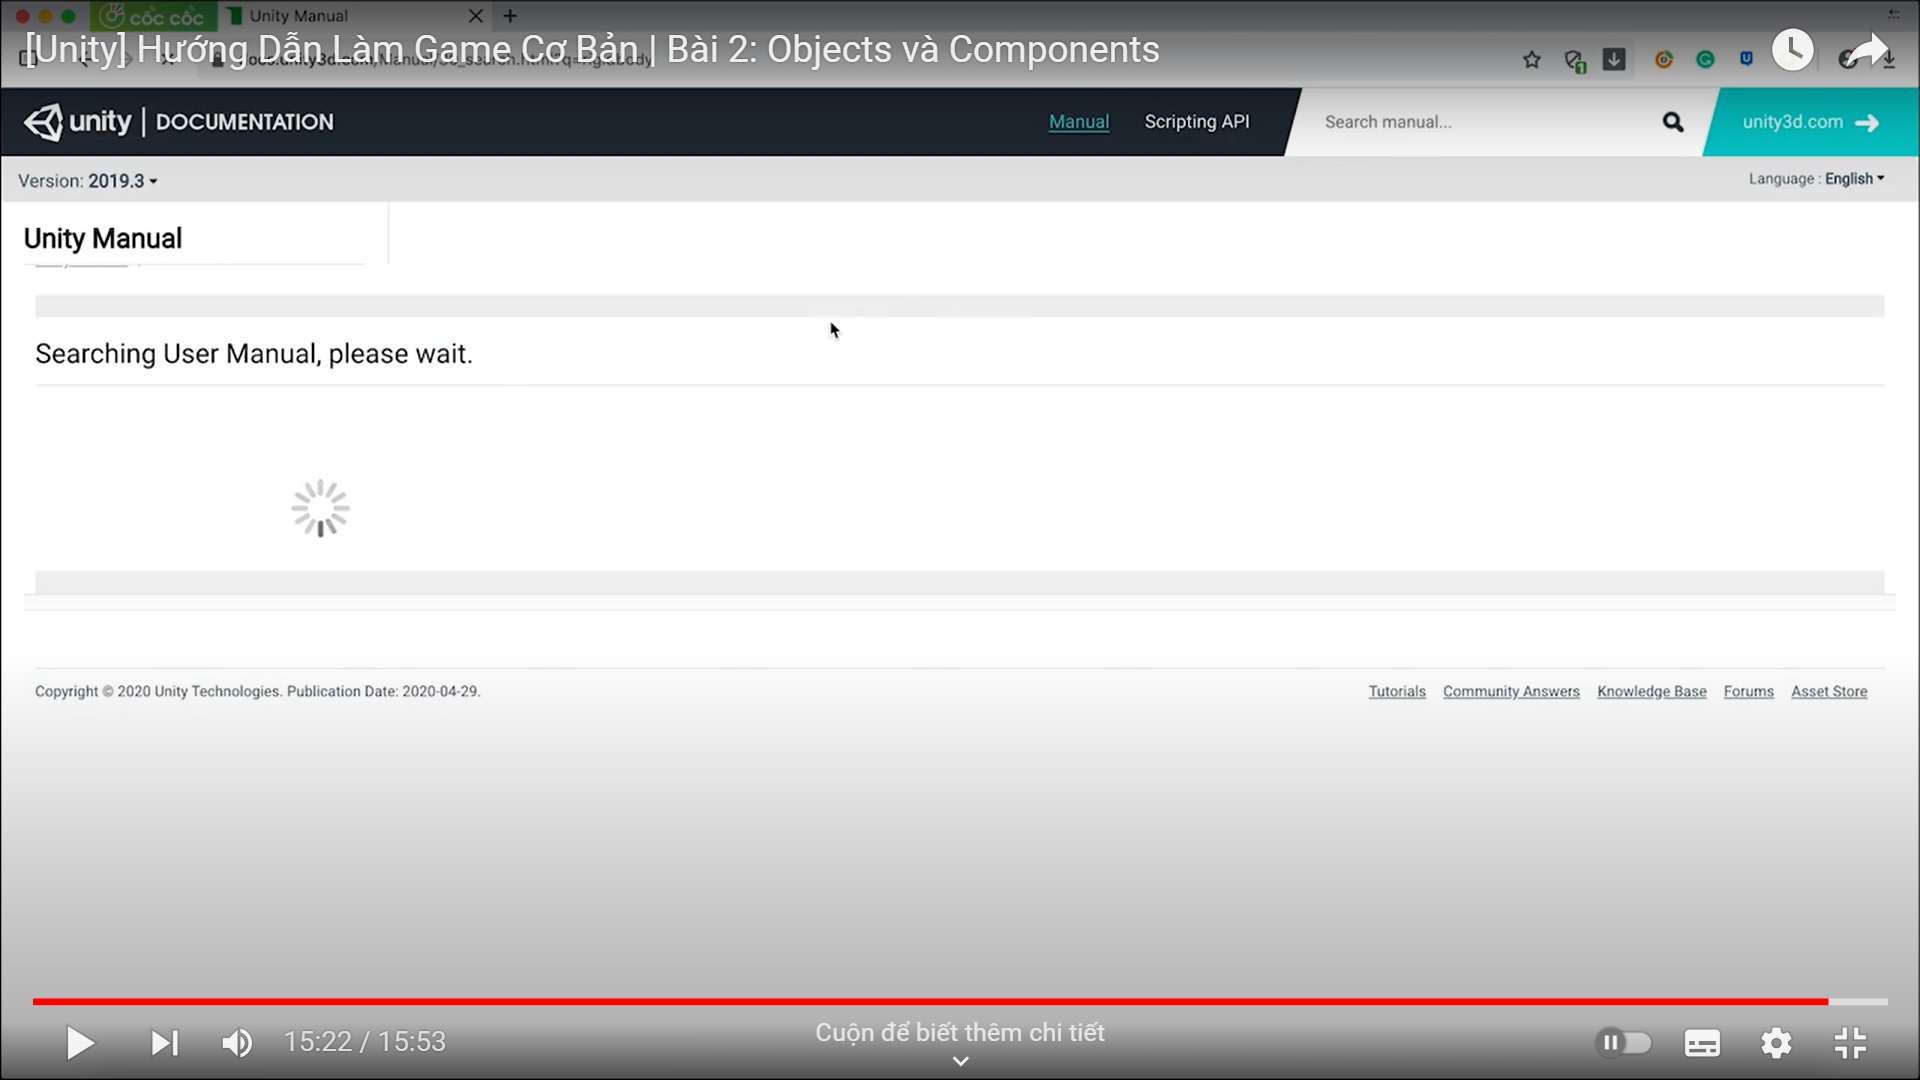 cốc cốc
Unity Manual
[Unity] Hướng Dẫn Làm Game Cơ Bản | Bài 2: Objects và Components
unity | DOCUMENTATION
Manual
Scripting API
Search manual...
unity3d.com
Version: 2019.3
Language : English
Unity Manual
Searching User Manual, please wait.
Copyright © 2020 Unity Technologies. Publication Date: 2020-04-29.
Tutorials Community Answers Knowledge Base Forums Asset Store
15:22 / 15:53
Cuộn để biết thêm chi tiết